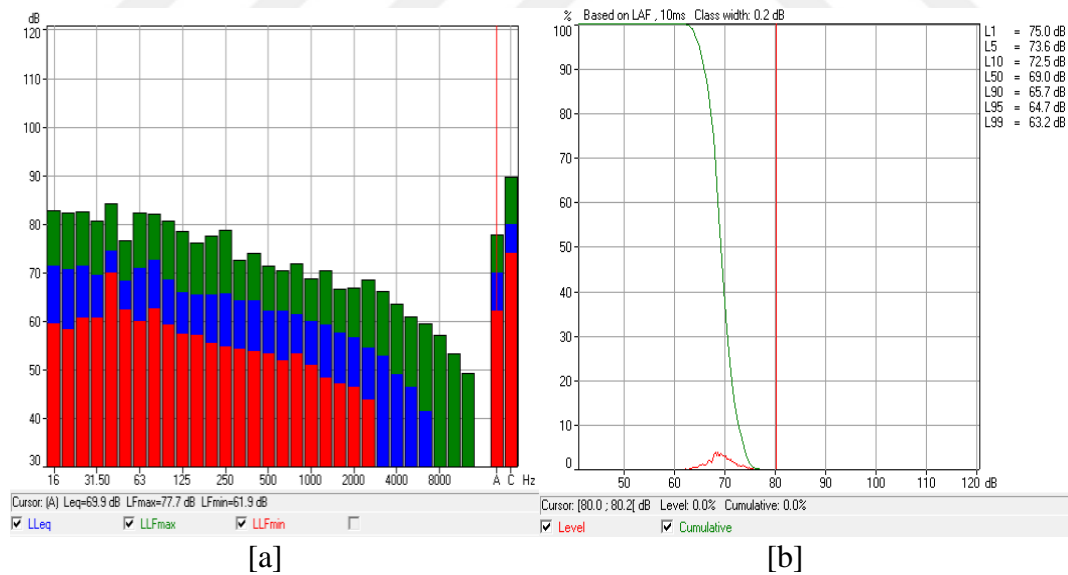 dB
120
110
100
90
80
70
60
50
40
30
16 31.50 63 125 250 500 1000 2000 4000 8000 A C Hz
Cursor: (A) Leq=69.9 dB LFmax=77.7 dB LFmin=61.9 dB
LLeq LLFmax LLFmin
[a]
% Based on LAF , 10ms Class width: 0.2 dB
100
90
80
70
60
50
40
30
20
10
0
50 60 70 80 90 100 110 120 dB
L1 = 75.0 dB
L5 = 73.6 dB
L10 = 72.5 dB
L50 = 69.0 dB
L90 = 65.7 dB
L95 = 64.7 dB
L99 = 63.2 dB
Cursor: [80.0 ; 80.2[ dB Level: 0.0% Cumulative: 0.0%
Level Cumulative
[b]